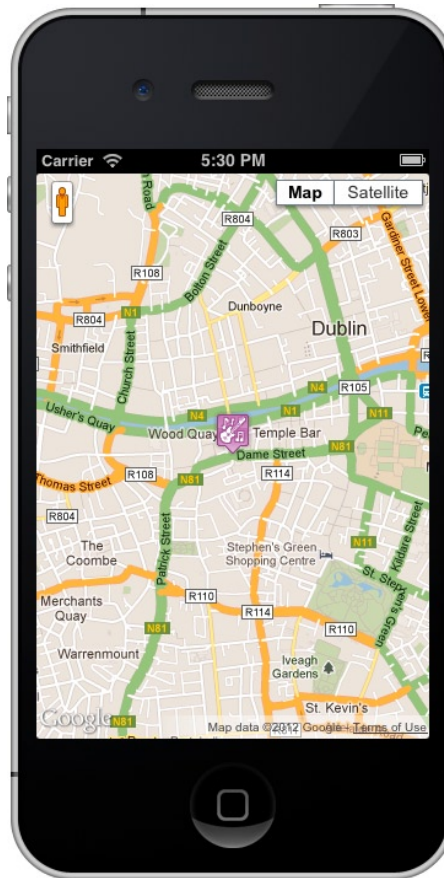 Carrier 5:30 PM
Map Satellite
Road
R804
R108
Bolton Street
R803
Gardiner Street Lower
Dunboyne
N1
R804
Dublin
Smithfield
Church Street
N4
R105
N4
N1
N11
Usher's Quay
Wood Quay
Temple Bar
N81
Dame Street
R108
R114
N81
Thomas Street
R804
Patrick Street
N11
Kildare Street
The
Coombe
Stephen's Green
Shopping Centre
St. Stephen's Green
Merchants
Quay
R110
R114
R110
N81
Warrenmount
Iveagh
Gardens
St. Kevin's
Google
N81
Map data ©2012 Google - Terms of Use